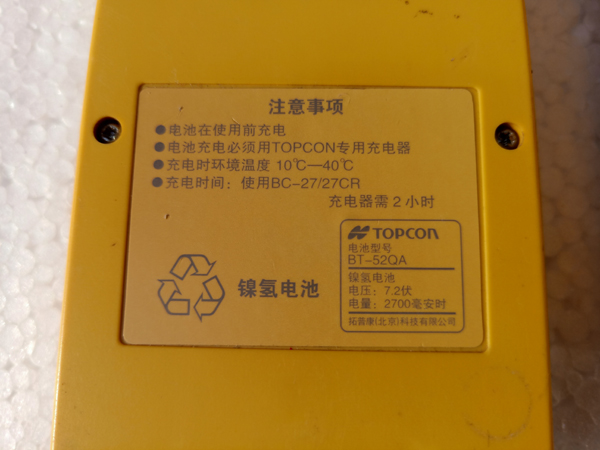 注意事项
●电池在使用前充电
●电池充电必须用TOPCON专用充电器
●充电时环境温度 10℃—40℃
●充电时间：使用BC-27/27CR
充电器需2小时
TOPCON
电池型号
BT-52QA
镍氢电池
镍氢电池
电压：7.2伏
电量：2700毫安时
拓普康(北京)科技有限公司